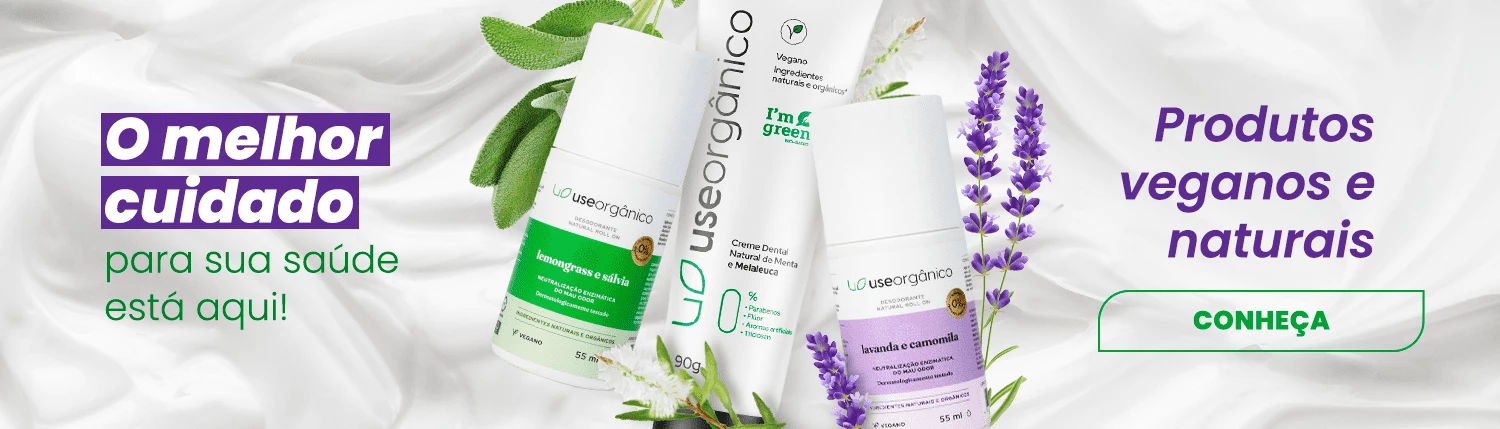 O melhor
cuidado
para sua saúde
está aqui!
useorgânico
DESODORANTE
NATURAL ROLL ON
0%
lemongrass e sálvia
NEUTRALIZAÇÃO ENZIMÁTICA
DO MAU ODOR
Dermatologicamente testado
INGREDIENTES NATURAIS E ORGÂNICOS
VEGANO
55 ml
useorgânico
Vegano
Ingredientes
naturais e orgânicos*
I'm
green
Creme Dental
Natural de Menta
e Melaleuca
0%
• Parabenos
• Flúor
• Aromas artificiais
• Triclosan
90g
useorgânico
DESODORANTE
NATURAL ROLL ON
0%
lavanda e camomila
NEUTRALIZAÇÃO ENZIMÁTICA
DO MAU ODOR
Dermatologicamente testado
INGREDIENTES NATURAIS E ORGÂNICOS
VEGANO
55 ml
Produtos
veganos e
naturais
CONHEÇA